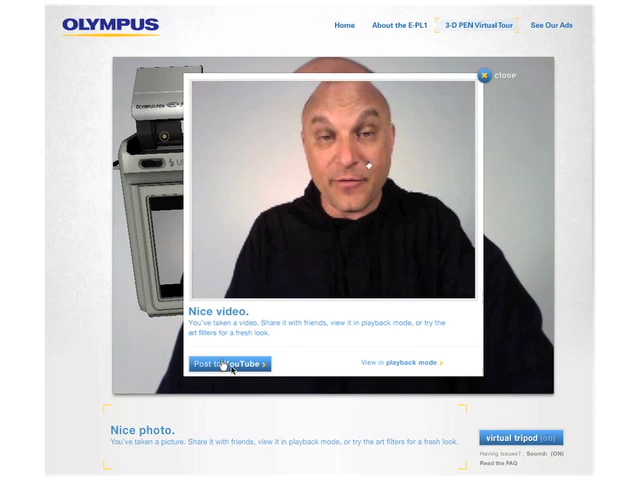 OLYMPUS
Home About the E-PL1 3-D PEN Virtual Tour See Our Ads
close
OLYMPUS PEN
Nice video.
You've taken a video. Share it with friends, view it in playback mode, or try the
art filters for a fresh look.
Post to YouTube › View in playback mode ›
Nice photo.
You've taken a picture. Share it with friends, view it in playback mode, or try the art filters for a fresh look.
virtual tripod (on)
Having Issues? Sound: (ON)
Read the FAQ